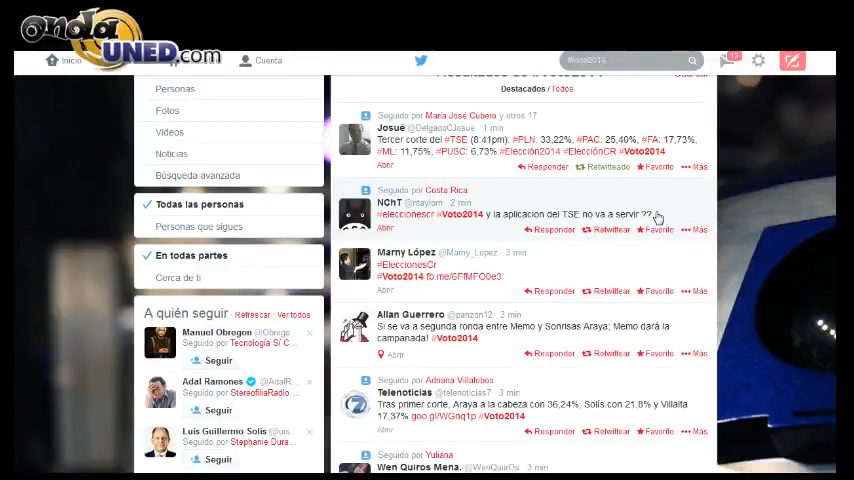 onda
UNED.com
Inicio
Cuenta
#voto2014
13
Guardar
Destacados / Todos
Personas
Fotos
Videos
Noticias
Búsqueda avanzada
Todas las personas
Personas que sigues
En todas partes
Cerca de ti
A quién seguir · Refrescar · Ver todos
Manuel Obregon @Obrego...
Seguido por Tecnología Sí C...
Seguir
Adal Ramones @AdalR...
Seguido por StereofiliaRadio ...
Seguir
Luis Guillermo Solis @luis...
Seguido por Stephanie Dura...
Seguir
Seguido por María José Cubero y otros 17
Josué @DelgadoCJosue 1 min
Tercer corte del #TSE (8:41pm): #PLN: 33,22%, #PAC: 25,40%, #FA: 17,73%,
#ML: 11,75%, #PUSC: 6,73% #Elección2014 #ElecciónCR #Voto2014
Abrir
Responder Retwitteado Favorito Más
Seguido por Costa Rica
NChT @ntaylorn 2 min
#eleccionescr #Voto2014 y la aplicacion del TSE no va a servir ??
Abrir
Responder Retwittear Favorito Más
Marny López @Marny_Lopez 3 min
#EleccionesCr
#Voto2014 fb.me/6FfMFO0e3
Abrir
Responder Retwittear Favorito Más
Allan Guerrero @panzon12 3 min
Si se va a segunda ronda entre Memo y Sonrisas Araya; Memo dará la
campanada! #Voto2014
Abrir
Responder Retwittear Favorito Más
Seguido por Adriana Villalobos
Telenoticias @telenoticias7 3 min
Tras primer corte, Araya a la cabeza con 36,24%, Solís con 21,8% y Villalta
17,37% goo.gl/WGnq1p #Voto2014
Abrir
Responder Retwittear Favorito Más
Seguido por Yuliana
Wen Quiros Mena. @WenQuirDs 3 min